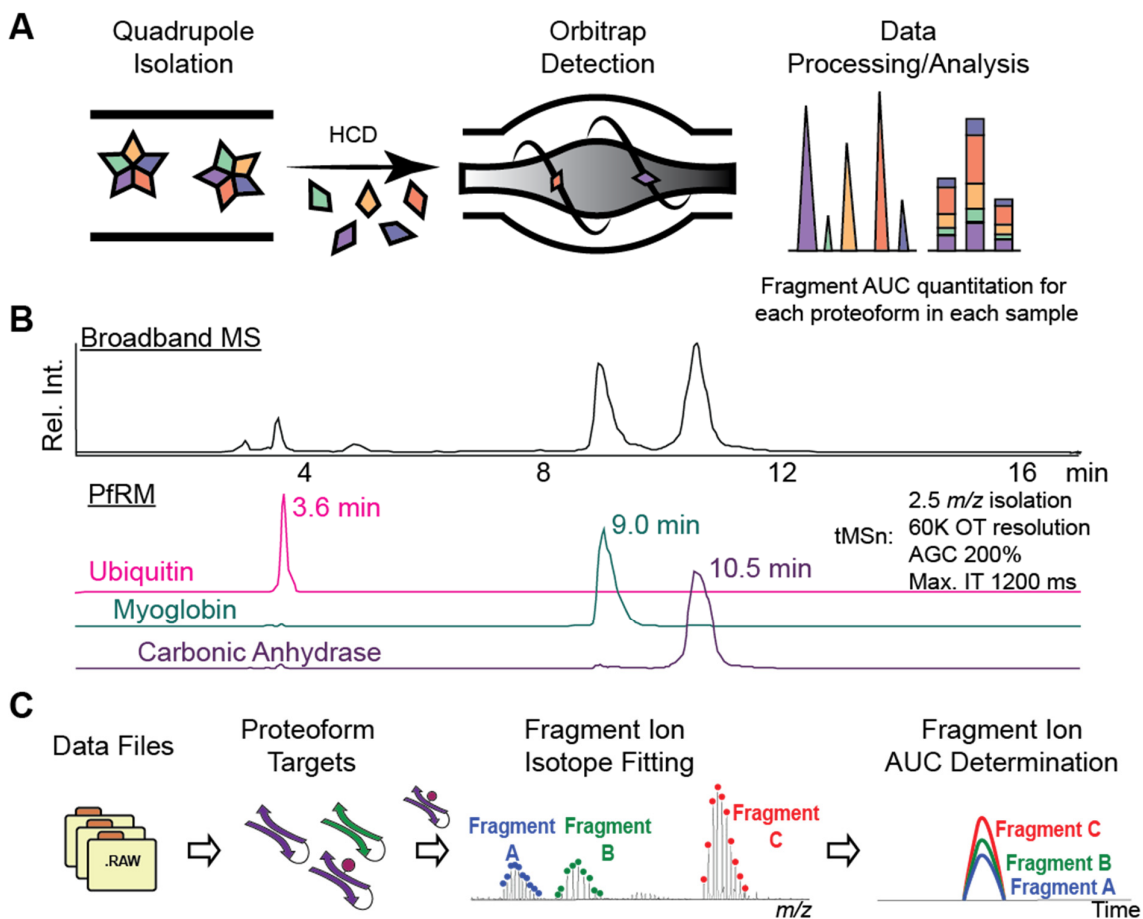 A
Quadrupole
Isolation
Orbitrap
Detection
Data
Processing/Analysis
HCD
Fragment AUC quantitation for
each proteoform in each sample
B
Broadband MS
Rel. Int.
4
8
12
16
min
PfRM
3.6 min
9.0 min
10.5 min
tMSn:
2.5 m/z isolation
60K OT resolution
AGC 200%
Max. IT 1200 ms
Ubiquitin
Myoglobin
Carbonic Anhydrase
C
Data Files
Proteoform
Targets
Fragment Ion
Isotope Fitting
Fragment Ion
AUC Determination
.RAW
Fragment
A
Fragment
B
Fragment
C
m/z
Fragment C
Fragment B
Fragment A
Time